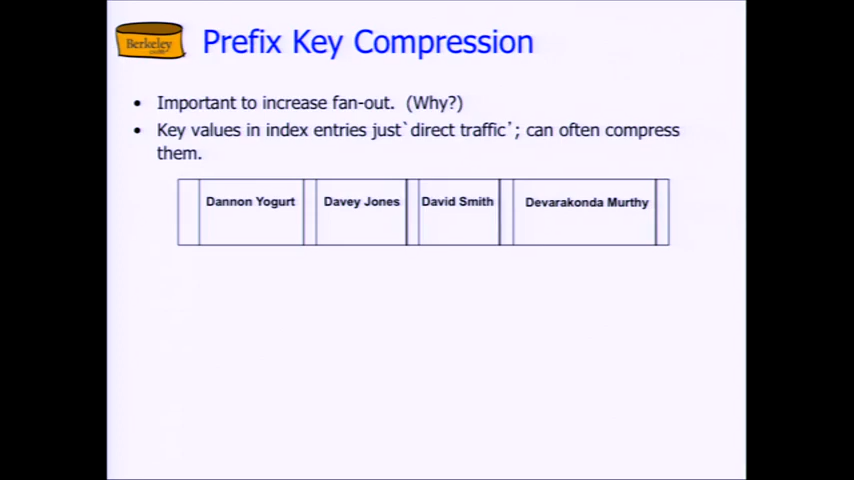 Berkeley
Prefix Key Compression
• Important to increase fan-out. (Why?)
• Key values in index entries just`direct traffic’; can often compress
them.
Dannon Yogurt Davey Jones David Smith Devarakonda Murthy